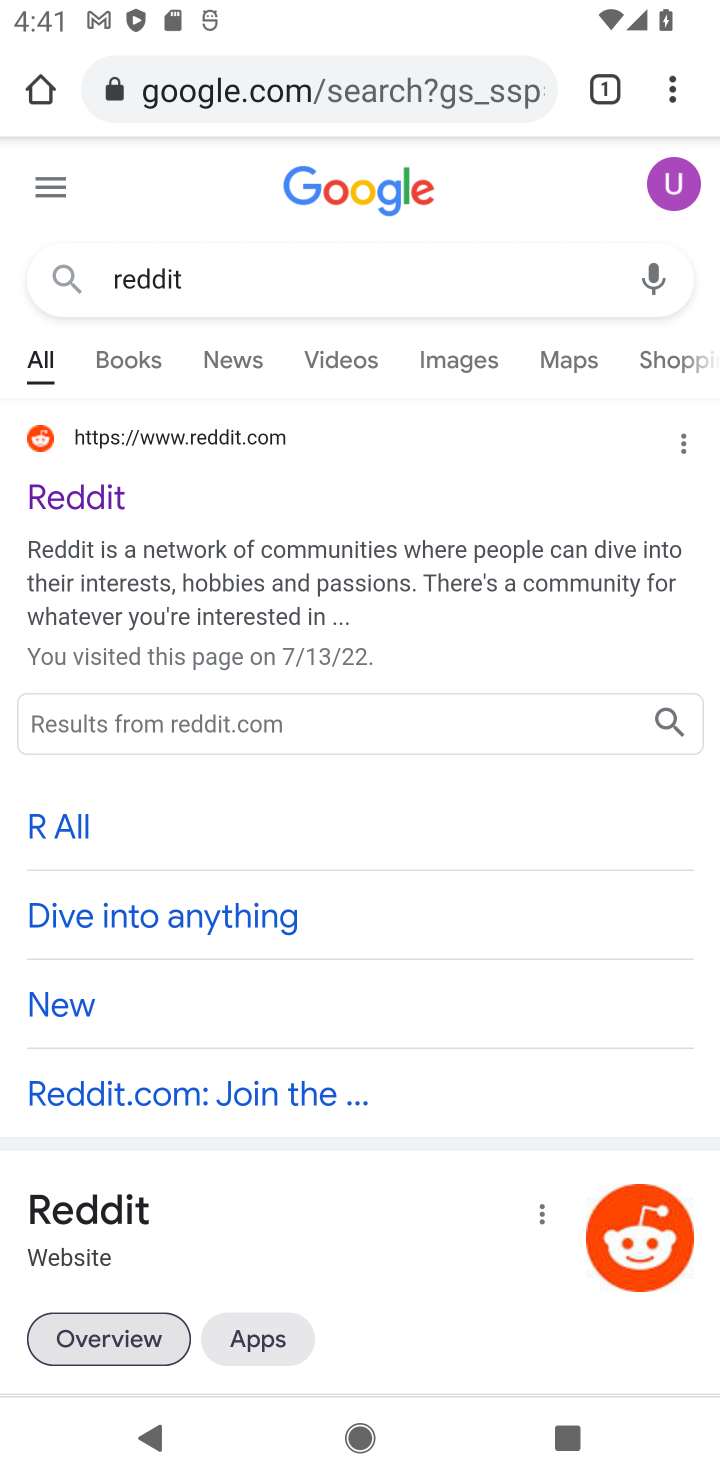 4:41
google.com/search?gs_ssp
1
Google
U
reddit
All Books News Videos Images Maps Shoppi
https://www.reddit.com
Reddit
Reddit is a network of communities where people can dive into
their interests, hobbies and passions. There's a community for
whatever you're interested in ...
You visited this page on 7/13/22.
Results from reddit.com
R All
Dive into anything
New
Reddit.com: Join the ...
Reddit
Website
Overview Apps